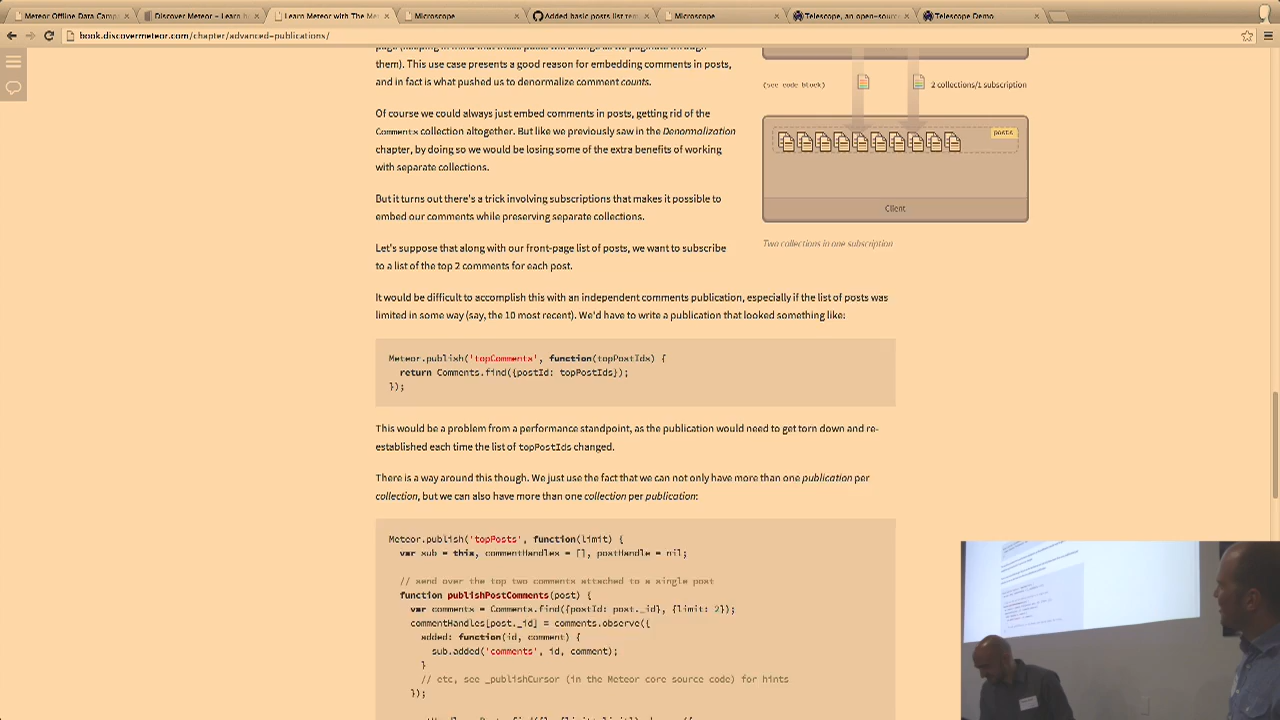 Meteor Offline Data Camp
Discover Meteor – Learn h
Learn Meteor with The Me
Microscope
Added basic posts list tem
Microscope
Telescope, an open-sourc
Telescope Demo
book.discovermeteor.com/chapter/advanced-publications/
them). This use case presents a good reason for embedding comments in posts,
and in fact is what pushed us to denormalize comment counts.
Of course we could always just embed comments in posts, getting rid of the
Comments collection altogether. But like we previously saw in the Denormalization
chapter, by doing so we would be losing some of the extra benefits of working
with separate collections.
But it turns out there's a trick involving subscriptions that makes it possible to
embed our comments while preserving separate collections.
Let's suppose that along with our front-page list of posts, we want to subscribe
to a list of the top 2 comments for each post.
(see code block)
2 collections/1 subscription
posts
Client
Two collections in one subscription
It would be difficult to accomplish this with an independent comments publication, especially if the list of posts was
limited in some way (say, the 10 most recent). We'd have to write a publication that looked something like:
Meteor.publish('topComments', function(topPostIds) {
return Comments.find({postId: topPostIds});
});
This would be a problem from a performance standpoint, as the publication would need to get torn down and re-
established each time the list of topPostIds changed.
There is a way around this though. We just use the fact that we can not only have more than one publication per
collection, but we can also have more than one collection per publication:
Meteor.publish('topPosts', function(limit) {
var sub = this, commentHandles = [], postHandle = nil;
// send over the top two comments attached to a single post
function publishPostComments(post) {
var comments = Comments.find({postId: post._id}, {limit: 2});
commentHandles[post._id] = comments.observe({
added: function(id, comment) {
sub.added('comments', id, comment);
}
// etc, see _publishCursor (in the Meteor core source code) for hints
});